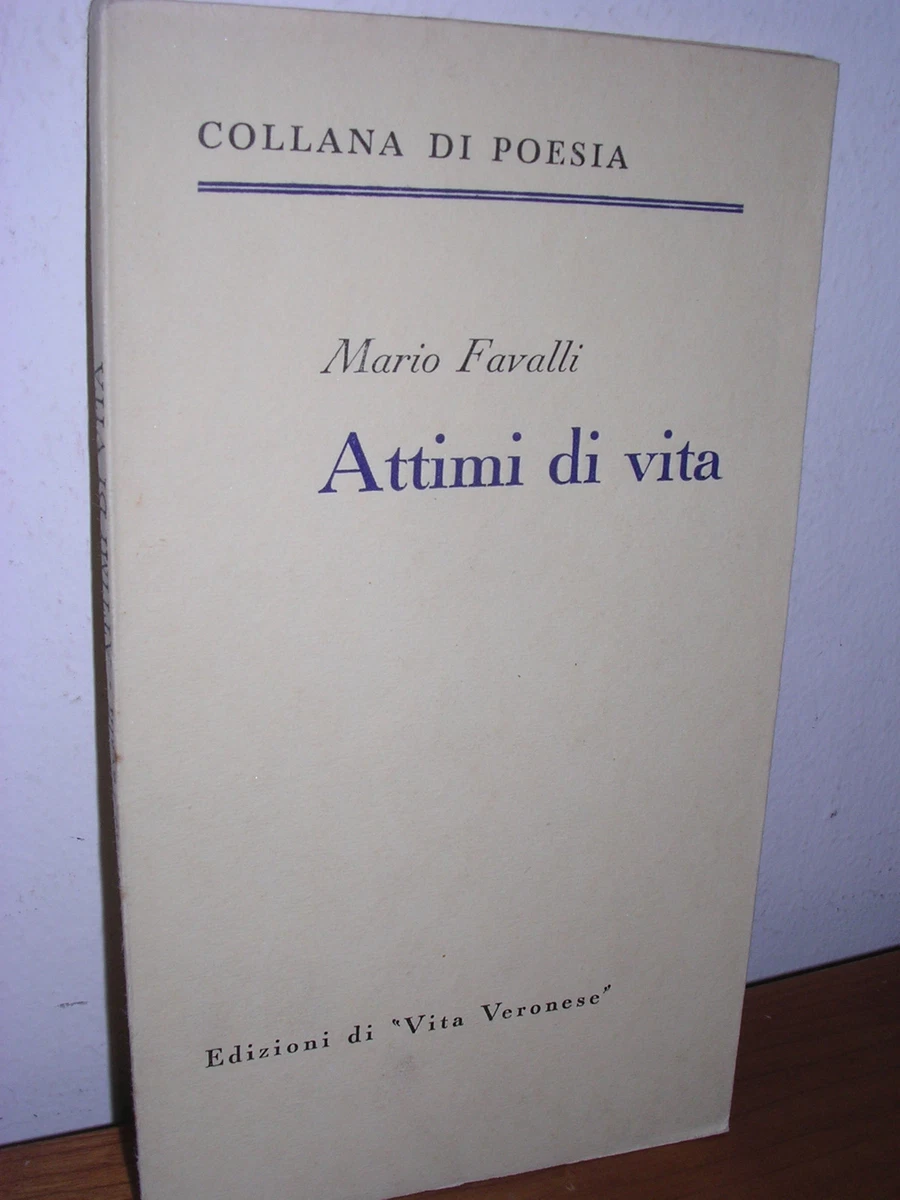 COLLANA DI POESIA
Mario Favalli
Attimi di vita
Edizioni di "Vita Veronese"